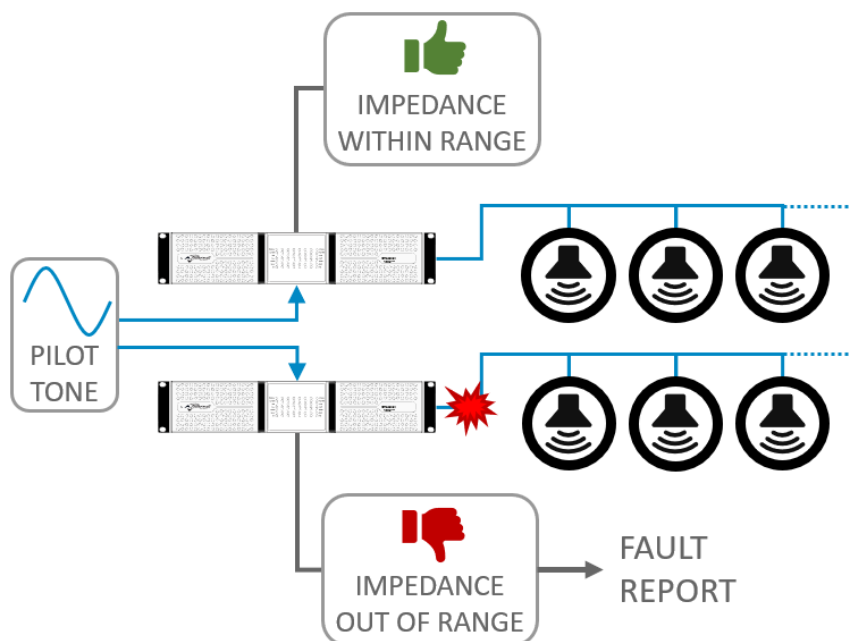 IMPEDANCE
WITHIN RANGE
PILOT
TONE
IMPEDANCE
OUT OF RANGE
FAULT
REPORT